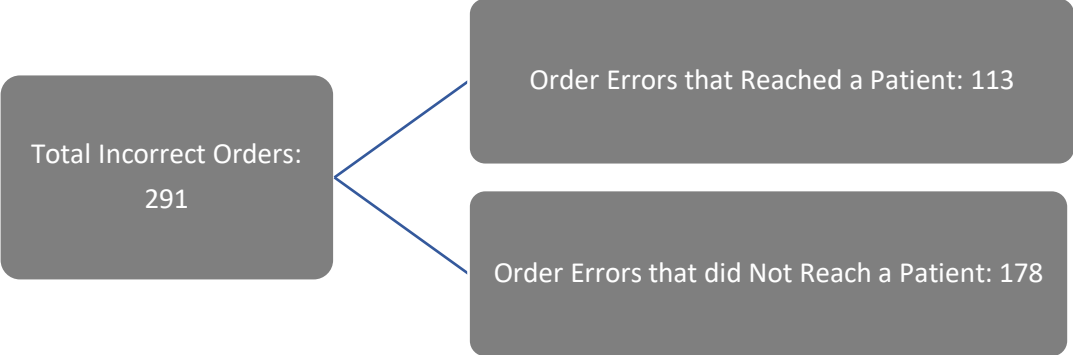 Total Incorrect Orders:
291
Order Errors that Reached a Patient: 113
Order Errors that did Not Reach a Patient: 178